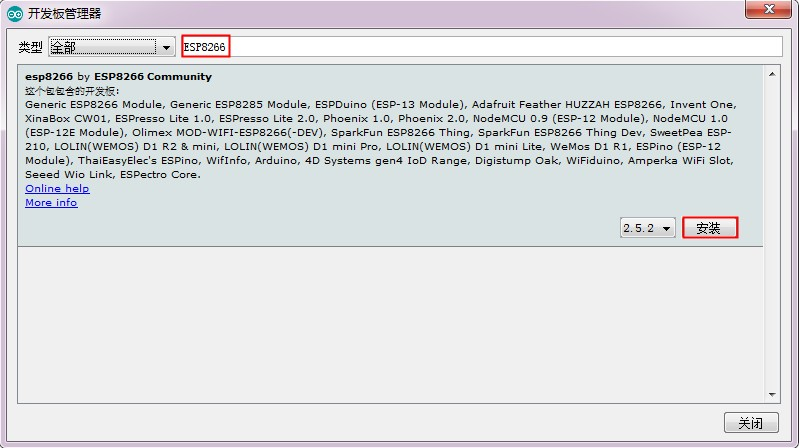 开发板管理器
类型 全部 ESP8266
esp8266 by ESP8266 Community
这个包包含的开发板：
Generic ESP8266 Module, Generic ESP8285 Module, ESPDuino (ESP-13 Module), Adafruit Feather HUZZAH ESP8266, Invent One,
XinaBox CW01, ESPresso Lite 1.0, ESPresso Lite 2.0, Phoenix 1.0, Phoenix 2.0, NodeMCU 0.9 (ESP-12 Module), NodeMCU 1.0
(ESP-12E Module), Olimex MOD-WIFI-ESP8266(-DEV), SparkFun ESP8266 Thing, SparkFun ESP8266 Thing Dev, SweetPea ESP-
210, LOLIN(WEMOS) D1 R2 & mini, LOLIN(WEMOS) D1 mini Pro, LOLIN(WEMOS) D1 mini Lite, WeMos D1 R1, ESPino (ESP-12
Module), ThaiEasyElec's ESPino, WifInfo, Arduino, 4D Systems gen4 IoD Range, Digistump Oak, WiFiduino, Amperka WiFi Slot,
Seeed Wio Link, ESPectro Core.
Online help
More info
2.5.2 安装
关闭